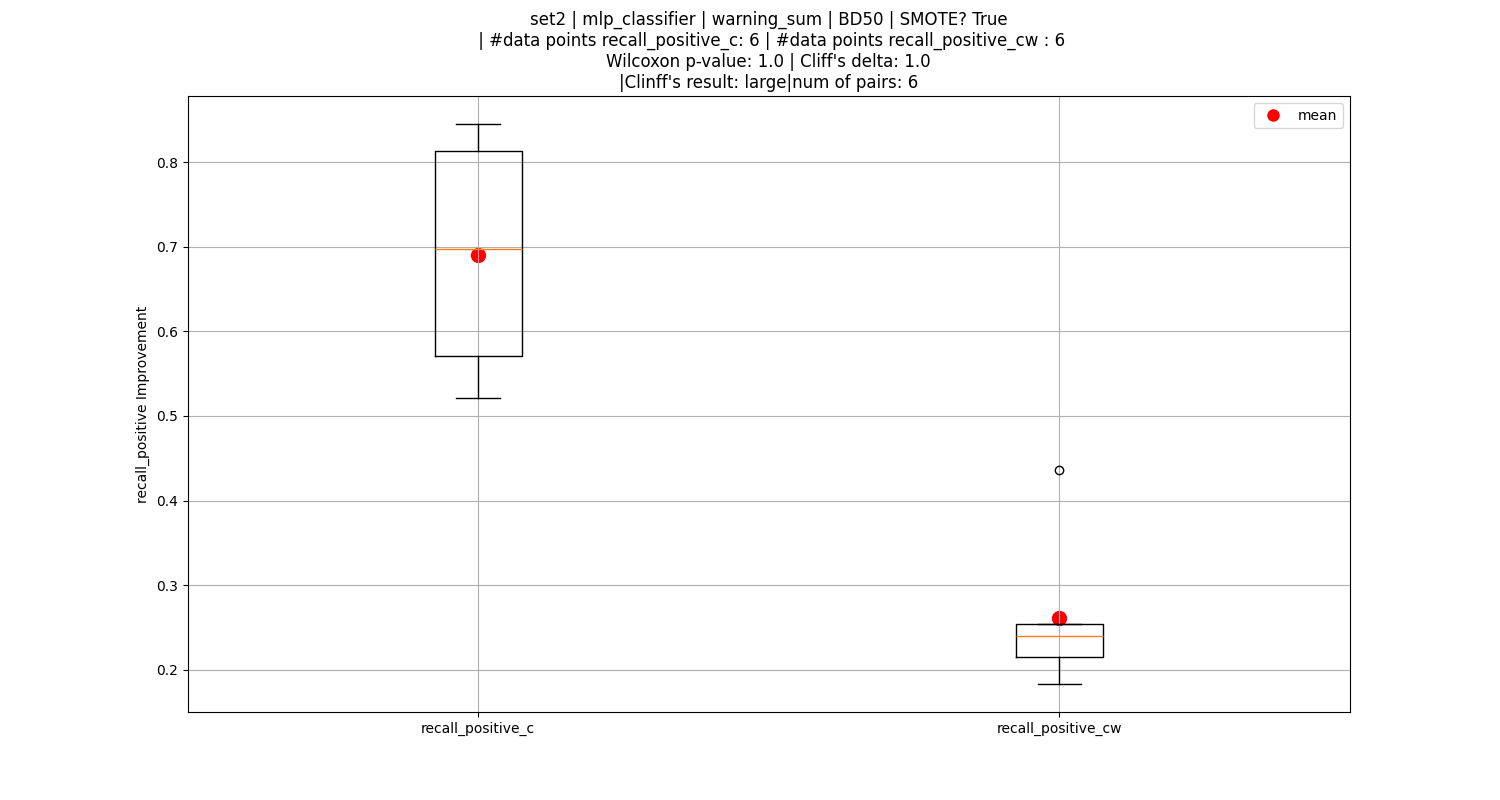 set2 | mlp_classifier | warning_sum | BD50 | SMOTE? True
| #data points recall_positive_c: 6 | #data points recall_positive_cw : 6
Wilcoxon p-value: 1.0 | Cliff's delta: 1.0
|Clinff's result: large|num of pairs: 6
mean
0.8
0.7
0.6
0.5
0.4
0.3
0.2
recall_positive Improvement
recall_positive_c
recall_positive_cw